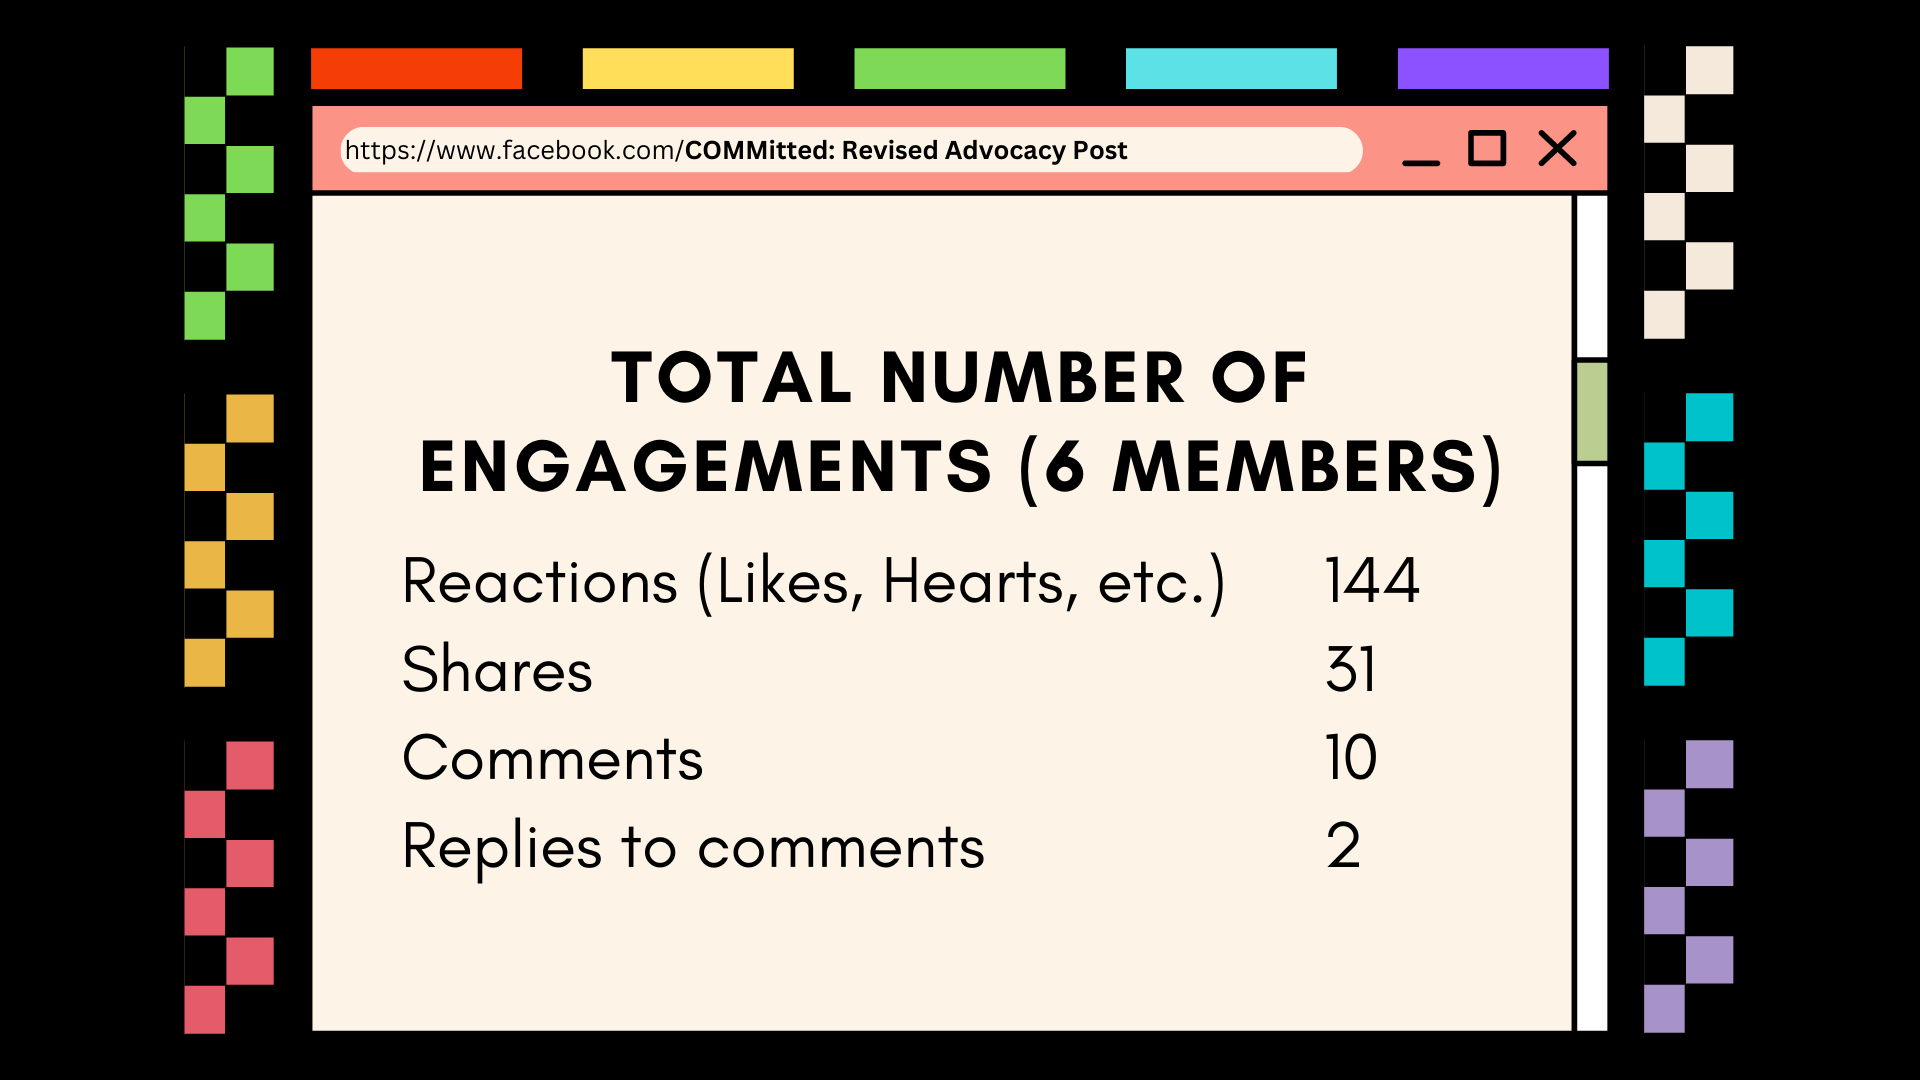 https://www.facebook.com/COMMitted: Revised Advocacy Post
TOTAL NUMBER OF
ENGAGEMENTS (6 MEMBERS)
Reactions (Likes, Hearts, etc.) 144
Shares 31
Comments 10
Replies to comments 2